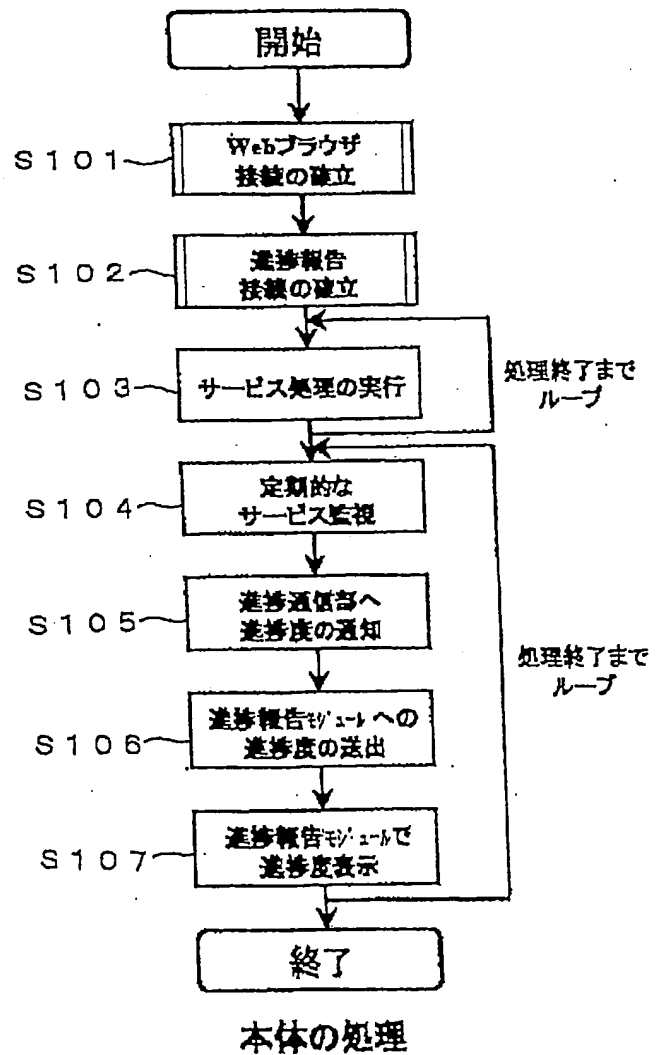 開始
S101
Webブラウザ
接続の確立
S102
進捗報告
接続の確立
S103
サービス処理の実行
処理終了まで
ループ
S104
定期的な
サービス監視
S105
進捗通信部へ
進捗度の通知
処理終了まで
ループ
S106
進捗報告モジュールへの
進捗度の送出
S107
進捗報告モジュールで
進捗度表示
終了
本体の処理